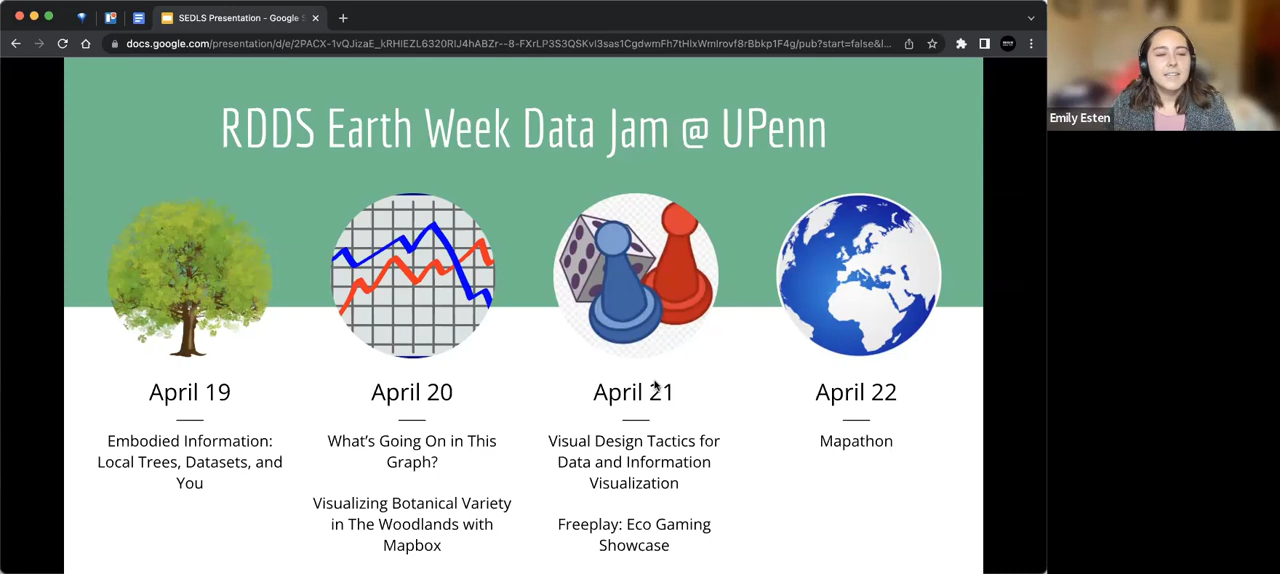 SEDLS Presentation - Google S
docs.google.com/presentation/d/e/2PACX-1vQJizaE_kRHIEZL6320RIJ4hABZr--8-FXrLP3S3QSKvl3sas1CgdwmFh7tHlxWrnIrovf8rBbkp1F4g/pub?start=false&l...
Emily Esten
RDDS Earth Week Data Jam @ UPenn
April 19
Embodied Information:
Local Trees, Datasets, and
You
April 20
What's Going On in This
Graph?
Visualizing Botanical Variety
in The Woodlands with
Mapbox
April 21
Visual Design Tactics for
Data and Information
Visualization
Freeplay: Eco Gaming
Showcase
April 22
Mapathon